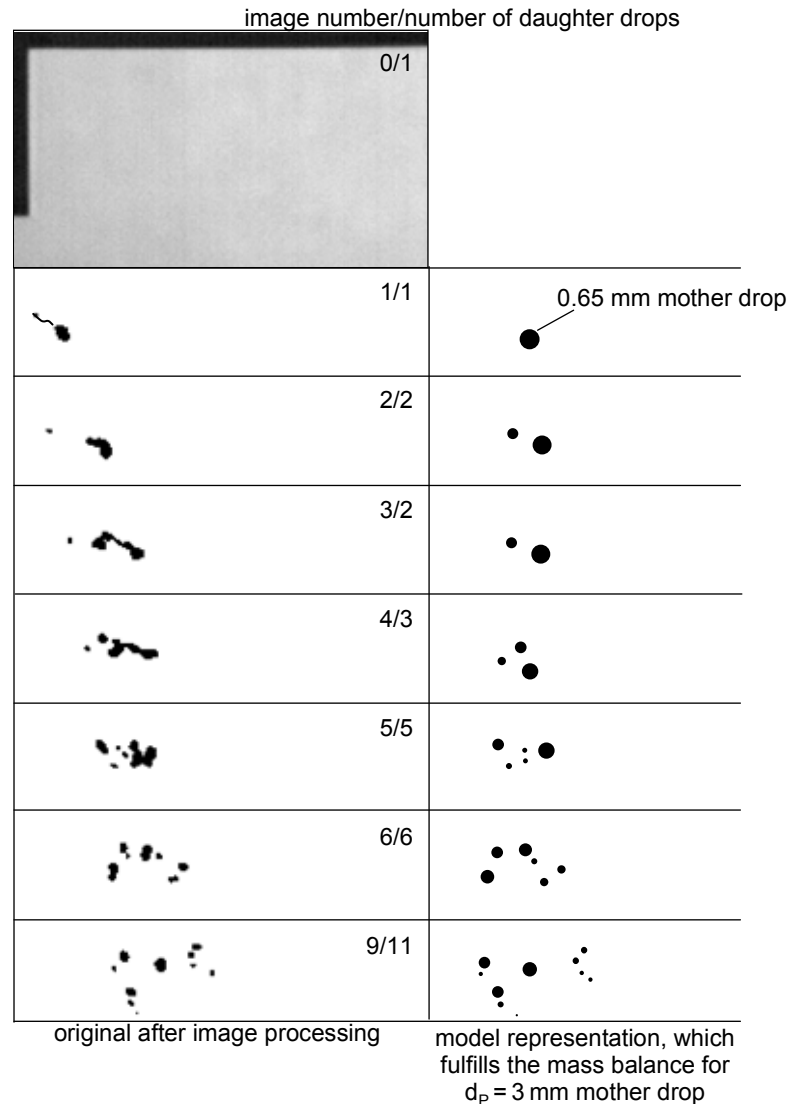 image number/number of daughter drops
0/1
1/1
0.65 mm mother drop
2/2
3/2
4/3
5/5
6/6
9/11
original after image processing
model representation, which
fulfills the mass balance for
dₚ = 3 mm mother drop